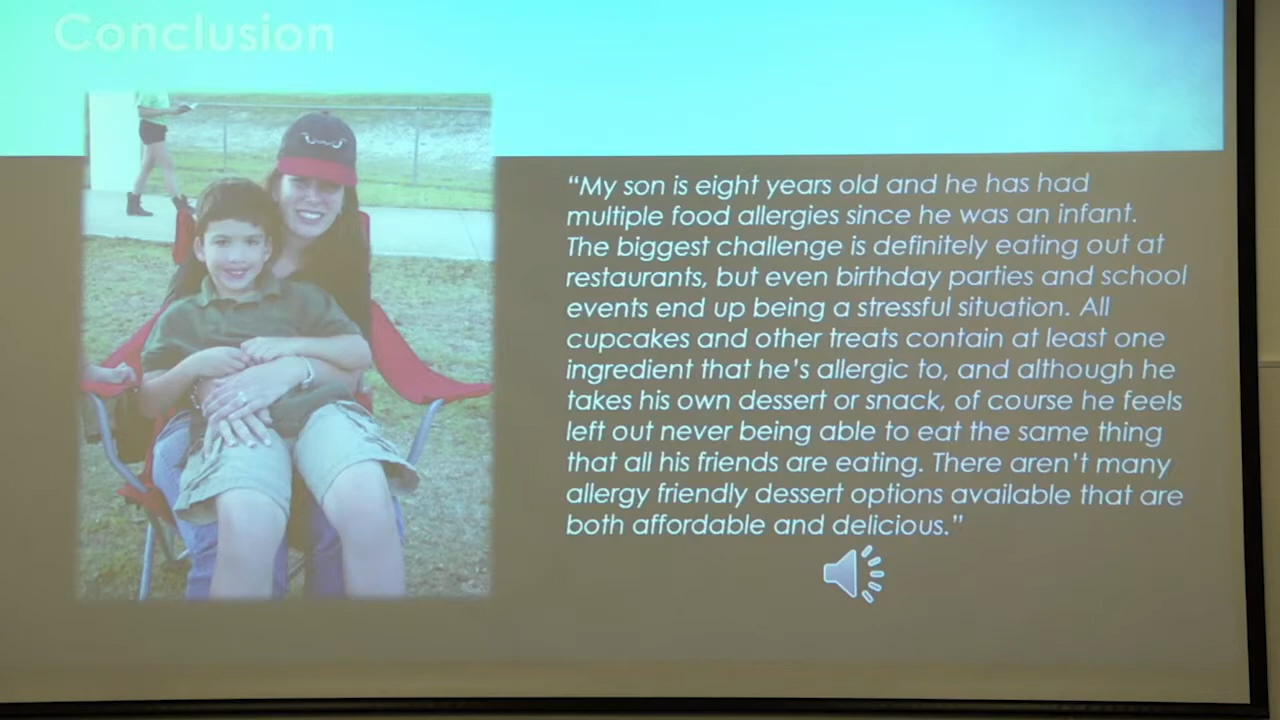 Conclusion
“My son is eight years old and he has had
multiple food allergies since he was an infant.
The biggest challenge is definitely eating out at
restaurants, but even birthday parties and school
events end up being a stressful situation. All
cupcakes and other treats contain at least one
ingredient that he’s allergic to, and although he
takes his own dessert or snack, of course he feels
left out never being able to eat the same thing
that all his friends are eating. There aren’t many
allergy friendly dessert options available that are
both affordable and delicious.”